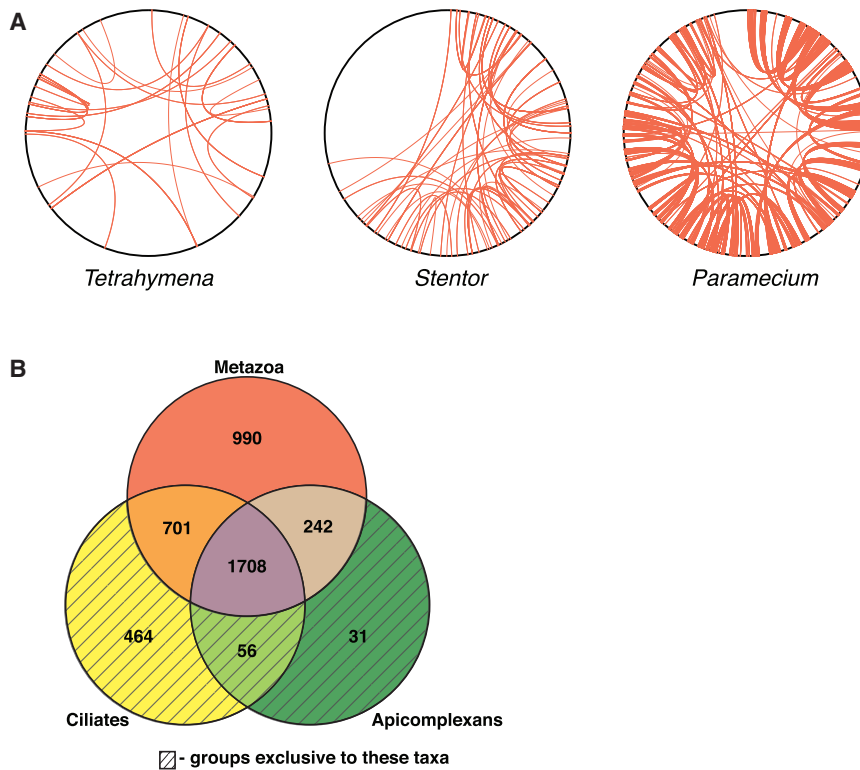 A
Tetrahymena
Stentor
Paramecium
B
Metazoa
990
701
242
1708
464
56
31
Ciliates
Apicomplexans
- groups exclusive to these taxa